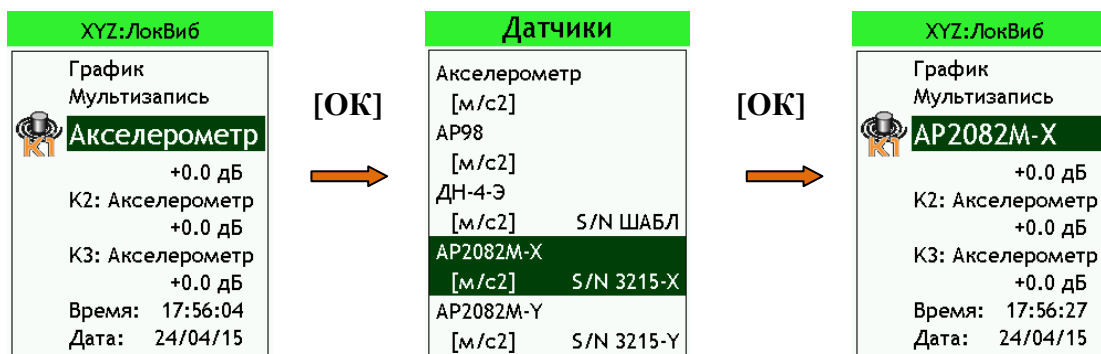 XYZ:ЛокВиб
График
Мультизапись
К1
Акселерометр
+0.0 дБ
К2: Акселерометр
+0.0 дБ
К3: Акселерометр
+0.0 дБ
Время: 17:56:04
Дата: 24/04/15
[ОК]
Датчики
Акселерометр
[м/с2]
АР98
[м/с2]
ДН-4-Э
[м/с2] S/N ШАБЛ
АР2082М-X
[м/с2] S/N 3215-X
АР2082М-Y
[м/с2] S/N 3215-Y
[ОК]
XYZ:ЛокВиб
График
Мультизапись
К1
АР2082М-X
+0.0 дБ
К2: Акселерометр
+0.0 дБ
К3: Акселерометр
+0.0 дБ
Время: 17:56:27
Дата: 24/04/15